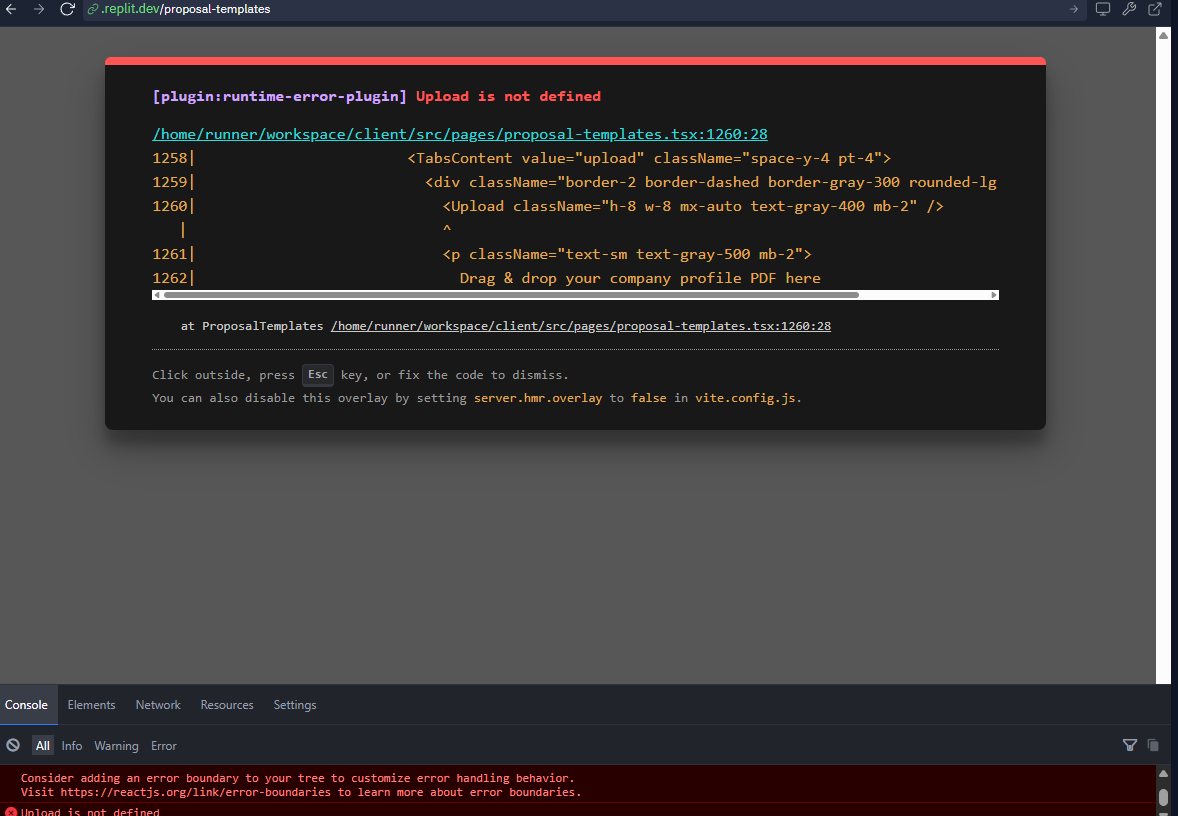 .replit.dev/proposal-templates
[plugin:runtime-error-plugin] Upload is not defined
/home/runner/workspace/client/src/pages/proposal-templates.tsx:1260:28
1258| <TabsContent value="upload" className="space-y-4 pt-4">
1259| <div className="border-2 border-dashed border-gray-300 rounded-lg
1260| <Upload className="h-8 w-8 mx-auto text-gray-400 mb-2" />
| ^
1261| <p className="text-sm text-gray-500 mb-2">
1262| Drag & drop your company profile PDF here
at ProposalTemplates /home/runner/workspace/client/src/pages/proposal-templates.tsx:1260:28
Click outside, press Esc key, or fix the code to dismiss.
You can also disable this overlay by setting server.hmr.overlay to false in vite.config.js.
Console Elements Network Resources Settings
All Info Warning Error
Consider adding an error boundary to your tree to customize error handling behavior.
Visit https://reactjs.org/link/error-boundaries to learn more about error boundaries.
Upload is not defined